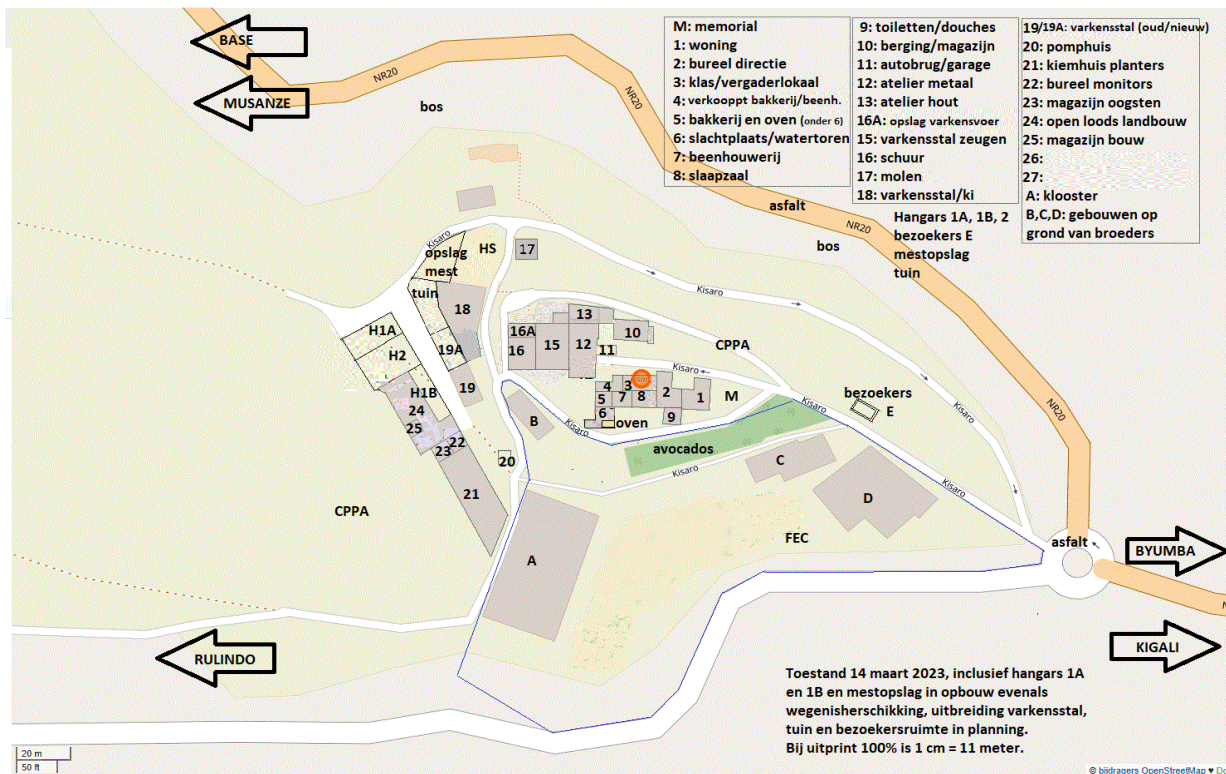 BASE
MUSANZE
NR20
bos
NR20
M: memorial
1: woning
2: bureel directie
3: klas/vergaderlokaal
4: verkooppt bakkerij/beenh.
5: bakkerij en oven (onder 6)
6: slachtplaats/watertoren
7: beenhouwerij
8: slaapzaal
9: toiletten/douches
10: berging/magazijn
11: autobrug/garage
12: atelier metaal
13: atelier hout
16A: opslag varkensvoer
15: varkensstal zeugen
16: schuur
17: molen
18: varkensstal/ki
19/19A: varkensstal (oud/nieuw)
20: pomphuis
21: kiemhuis planters
22: bureel monitors
23: magazijn oogsten
24: open loods landbouw
25: magazijn bouw
26:
27:
A: klooster
B,C,D: gebouwen op
grond van broeders
asfalt
NR20
bos
Hangars 1A, 1B, 2
bezoekers E
mestopslag
tuin
Kisaro
opslag
mest
HS
17
tuin
18
Kisaro
H1A
H2
19A
19
H1B
24
25
22
23
21
20
16A
16
15
12
13
10
11
CPPA
Kisaro
4
3
5
7
8
2
1
6
9
M
oven
B
Kisaro
avocados
Kisaro
bezoekers
E
Kisaro
Kisaro
C
D
Kisaro
NR20
CPPA
A
FEC
asfalt
BYUMBA
KIGALI
RULINDO
Toestand 14 maart 2023, inclusief hangars 1A
en 1B en mestopslag in opbouw evenals
wegenisherschikking, uitbreiding varkensstal,
tuin en bezoekersruimte in planning.
Bij uitprint 100% is 1 cm = 11 meter.
20 m
50 ft
© bijdragers OpenStreetMap ♥